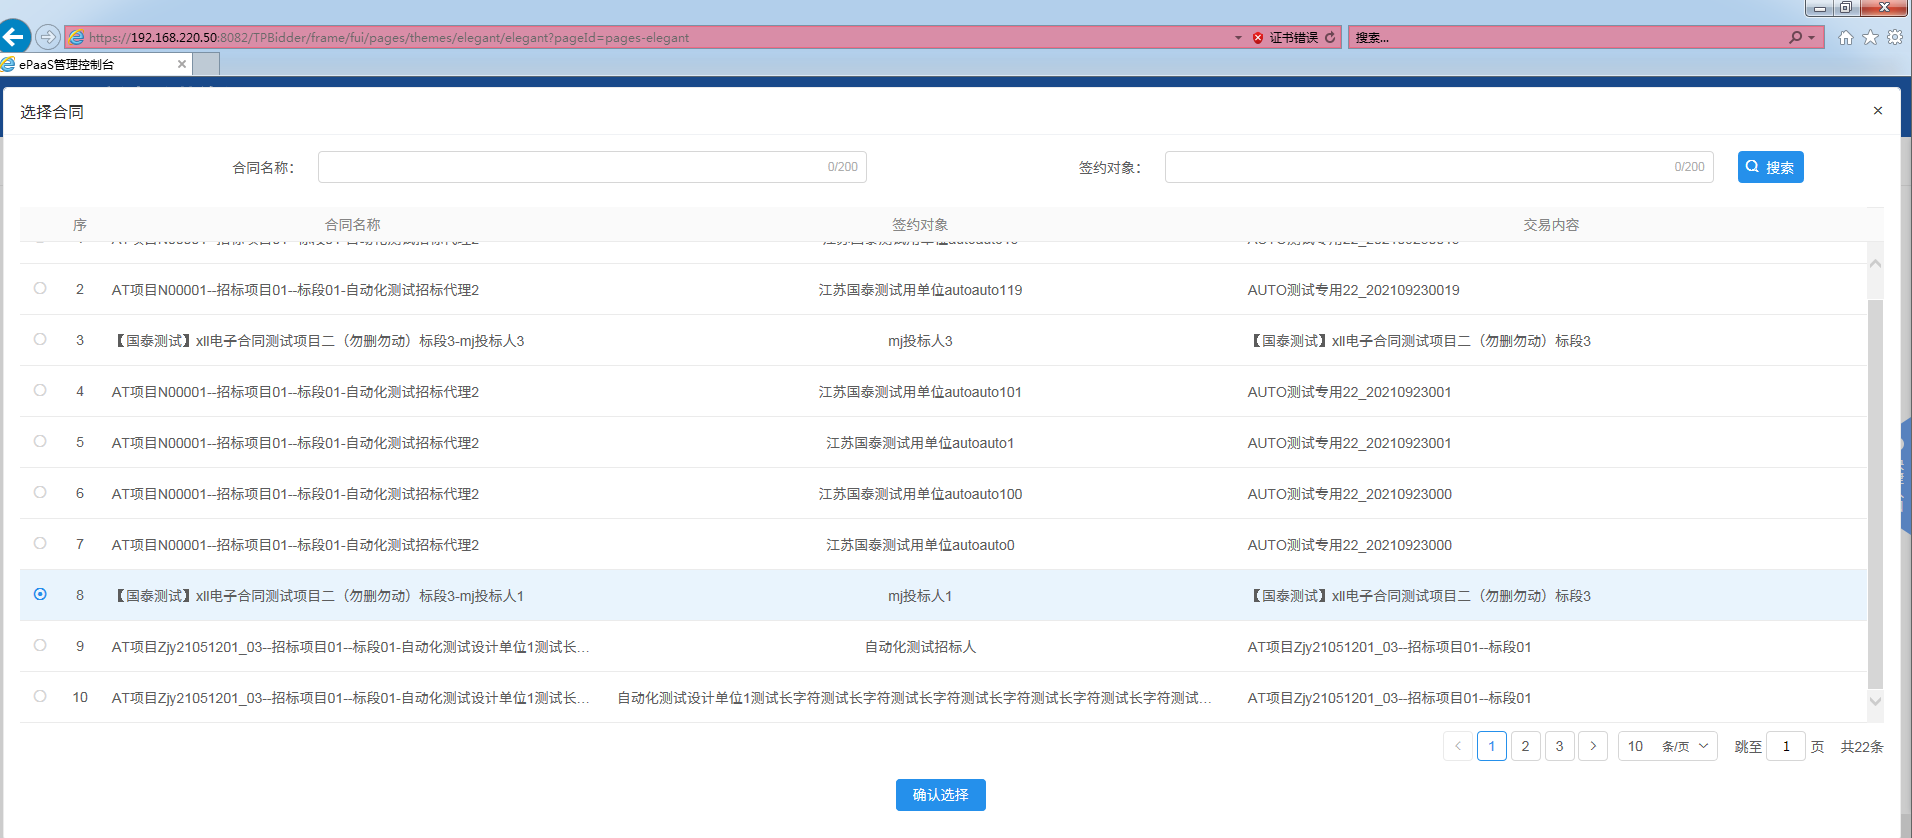 https://192.168.220.50:8082/TPBidder/frame/fui/pages/themes/elegant/elegant?pageId=pages-elegant 证书错误 搜索...
ePaaS管理控制台
选择合同
合同名称： 0/200 签约对象： 0/200 搜索
序 合同名称 签约对象 交易内容
2 AT项目N00001--招标项目01--标段01-自动化测试招标代理2 江苏国泰测试用单位autoauto119 AUTO测试专用22_202109230019
3 【国泰测试】xll电子合同测试项目二（勿删勿动）标段3-mj投标人3 mj投标人3 【国泰测试】xll电子合同测试项目二（勿删勿动）标段3
4 AT项目N00001--招标项目01--标段01-自动化测试招标代理2 江苏国泰测试用单位autoauto101 AUTO测试专用22_20210923001
5 AT项目N00001--招标项目01--标段01-自动化测试招标代理2 江苏国泰测试用单位autoauto1 AUTO测试专用22_20210923001
6 AT项目N00001--招标项目01--标段01-自动化测试招标代理2 江苏国泰测试用单位autoauto100 AUTO测试专用22_20210923000
7 AT项目N00001--招标项目01--标段01-自动化测试招标代理2 江苏国泰测试用单位autoauto0 AUTO测试专用22_20210923000
8 【国泰测试】xll电子合同测试项目二（勿删勿动）标段3-mj投标人1 mj投标人1 【国泰测试】xll电子合同测试项目二（勿删勿动）标段3
9 AT项目Zjy21051201_03--招标项目01--标段01-自动化测试设计单位1测试长... 自动化测试招标人 AT项目Zjy21051201_03--招标项目01--标段01
10 AT项目Zjy21051201_03--招标项目01--标段01-自动化测试设计单位1测试长... 自动化测试设计单位1测试长字符测试长字符测试长字符测试长字符测试长字符测试长字符测试... AT项目Zjy21051201_03--招标项目01--标段01
1 2 3 10 条/页 跳至 1 页 共22条
确认选择